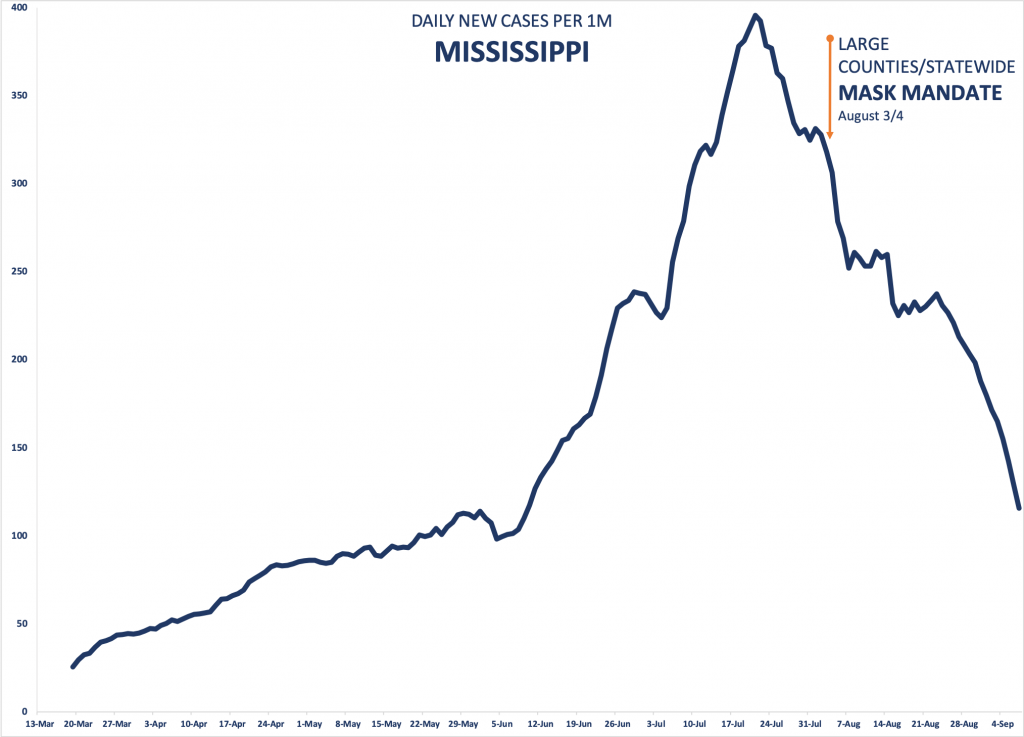 DAILY NEW CASES PER 1M
MISSISSIPPI
LARGE
COUNTIES/STATEWIDE
MASK MANDATE
August 3/4
400
350
300
250
200
150
100
50
0
13-Mar 20-Mar 27-Mar 3-Apr 10-Apr 17-Apr 24-Apr 1-May 8-May 15-May 22-May 29-May 5-Jun 12-Jun 19-Jun 26-Jun 3-Jul 10-Jul 17-Jul 24-Jul 31-Jul 7-Aug 14-Aug 21-Aug 28-Aug 4-Sep